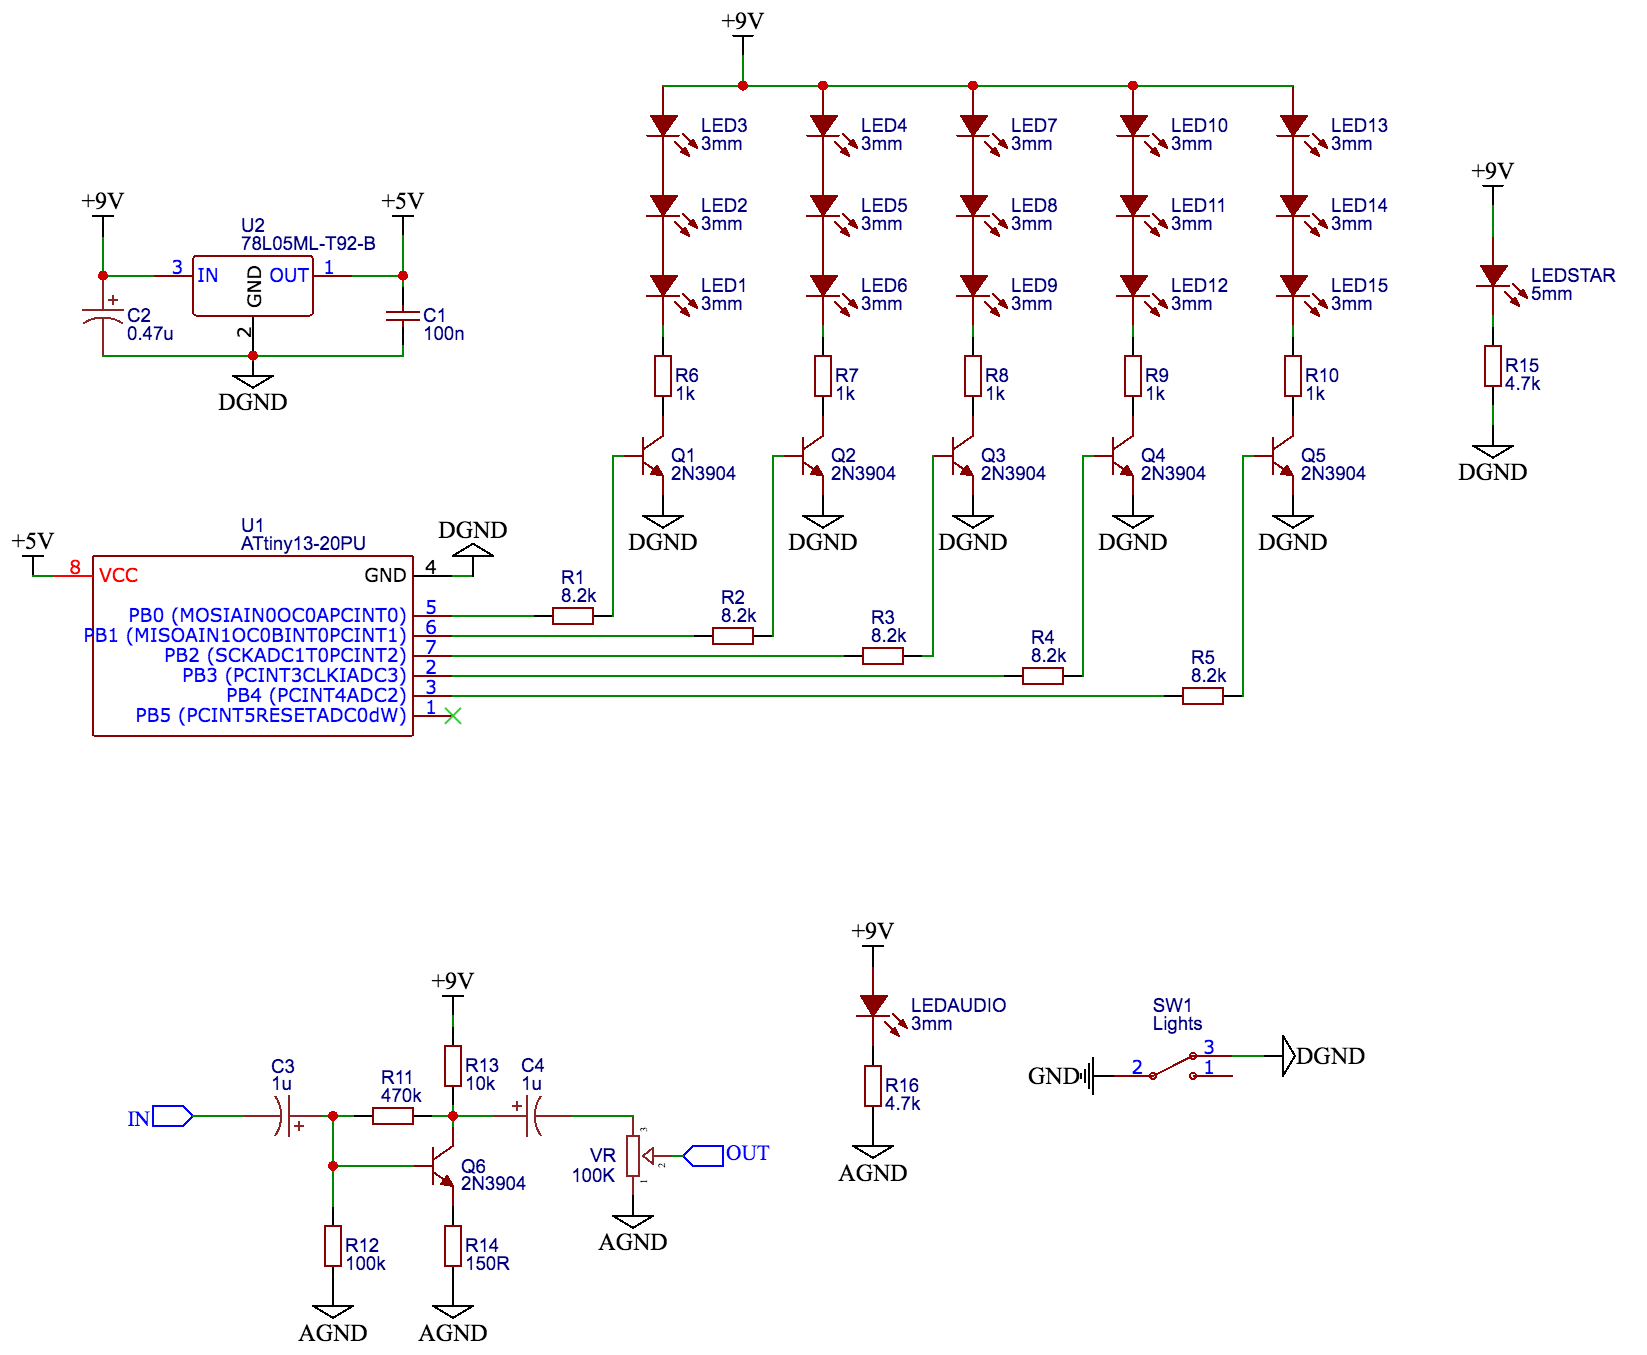 +9V
LED3
3mm
LED4
3mm
LED7
3mm
LED10
3mm
LED13
3mm
LED2
3mm
LED5
3mm
LED8
3mm
LED11
3mm
LED14
3mm
LED1
3mm
LED6
3mm
LED9
3mm
LED12
3mm
LED15
3mm
R6
1k
R7
1k
R8
1k
R9
1k
R10
1k
Q1
2N3904
Q2
2N3904
Q3
2N3904
Q4
2N3904
Q5
2N3904
DGND
DGND
DGND
DGND
DGND
+9V
LEDSTAR
5mm
R15
4.7k
DGND
+9V
+5V
U2
78L05ML-T92-B
3
IN
GND
OUT
1
2
C2
0.47u
C1
100n
DGND
+5V
U1
ATtiny13-20PU
DGND
8
VCC
GND
4
PB0 (MOSIAIN0OC0APCINT0)
5
PB1 (MISOAIN1OC0BINT0PCINT1)
6
PB2 (SCKADC1T0PCINT2)
7
PB3 (PCINT3CLKIADC3)
2
PB4 (PCINT4ADC2)
3
PB5 (PCINT5RESETADC0dW)
1
R1
8.2k
R2
8.2k
R3
8.2k
R4
8.2k
R5
8.2k
+9V
C3
1u
R11
470k
R13
10k
C4
1u
IN
Q6
2N3904
VR
100K
3
2
1
OUT
AGND
R12
100k
R14
150R
AGND
AGND
+9V
LEDAUDIO
3mm
R16
4.7k
AGND
SW1
Lights
GND
2
3
1
DGND